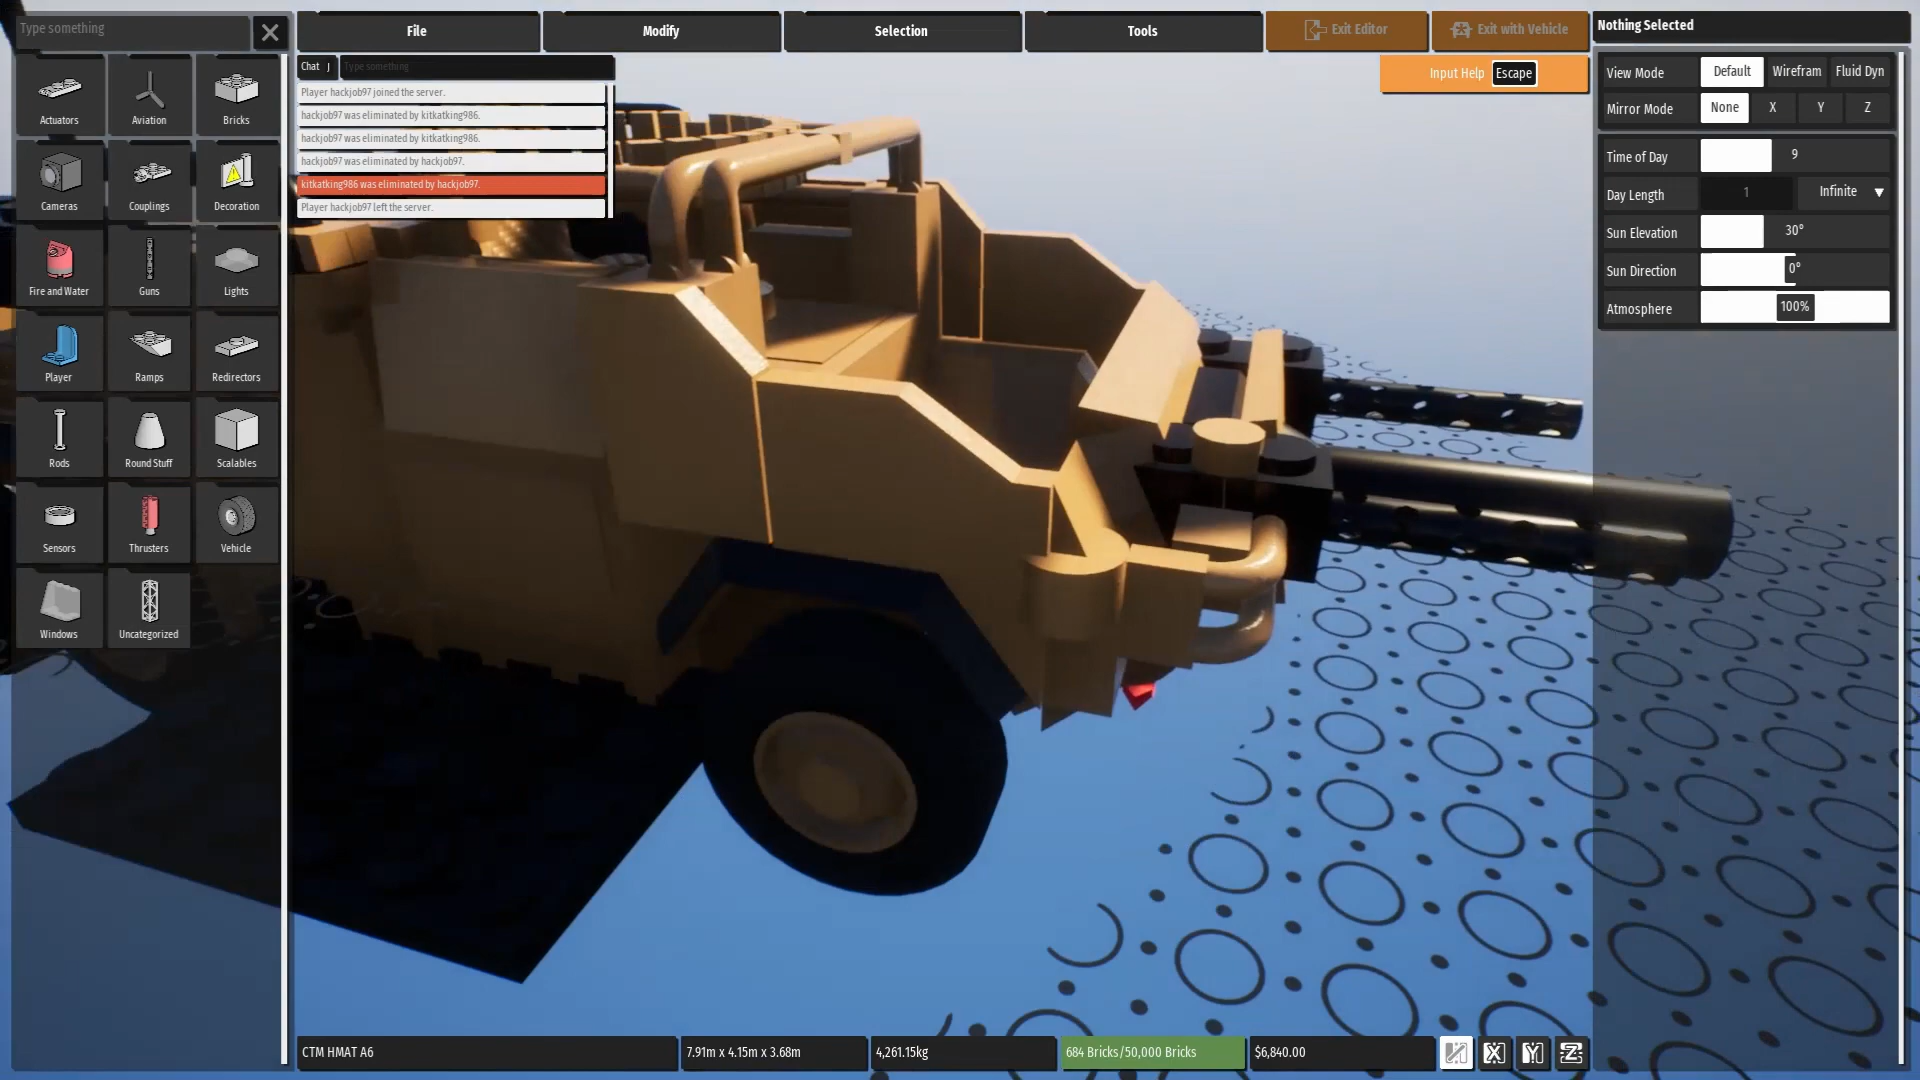 Type something
File
Modify
Selection
Tools
Exit Editor
Exit with Vehicle
Nothing Selected
Chat J
Type something
Input Help Escape
Player hackjob97 joined the server.
hackjob97 was eliminated by kitkatking986.
hackjob97 was eliminated by kitkatking986.
hackjob97 was eliminated by hackjob97.
kitkatking986 was eliminated by hackjob97.
Player hackjob97 left the server.
Actuators
Aviation
Bricks
Cameras
Couplings
Decoration
Fire and Water
Guns
Lights
Player
Ramps
Redirectors
Rods
Round Stuff
Scalables
Sensors
Thrusters
Vehicle
Windows
Uncategorized
View Mode Default Wirefram Fluid Dyn
Mirror Mode None X Y Z
Time of Day 9
Day Length 1 Infinite
Sun Elevation 30°
Sun Direction 0°
Atmosphere 100%
CTM HMAT A6
7.91m x 4.15m x 3.68m
4,261.15kg
684 Bricks/50,000 Bricks
$6,840.00
X Y Z